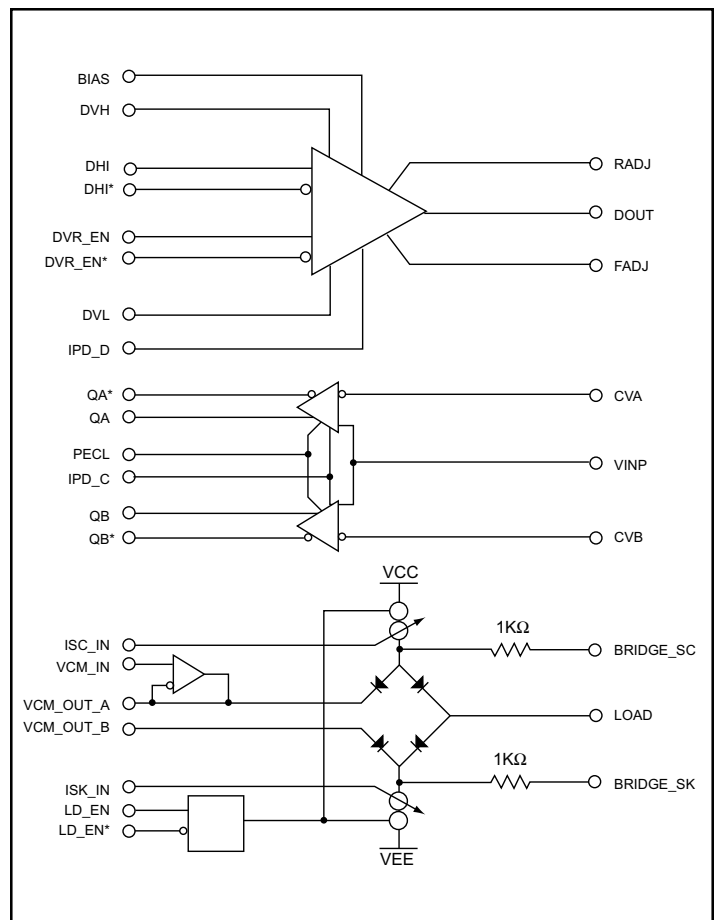 BIAS
DVH
DHI
DHI*
DVR_EN
DVR_EN*
DVL
IPD_D
RADJ
DOUT
FADJ
QA*
QA
PECL
IPD_C
QB
QB*
CVA
VINP
CVB
VCC
ISC_IN
VCM_IN
VCM_OUT_A
VCM_OUT_B
ISK_IN
LD_EN
LD_EN*
1KΩ
BRIDGE_SC
LOAD
1KΩ
BRIDGE_SK
VEE